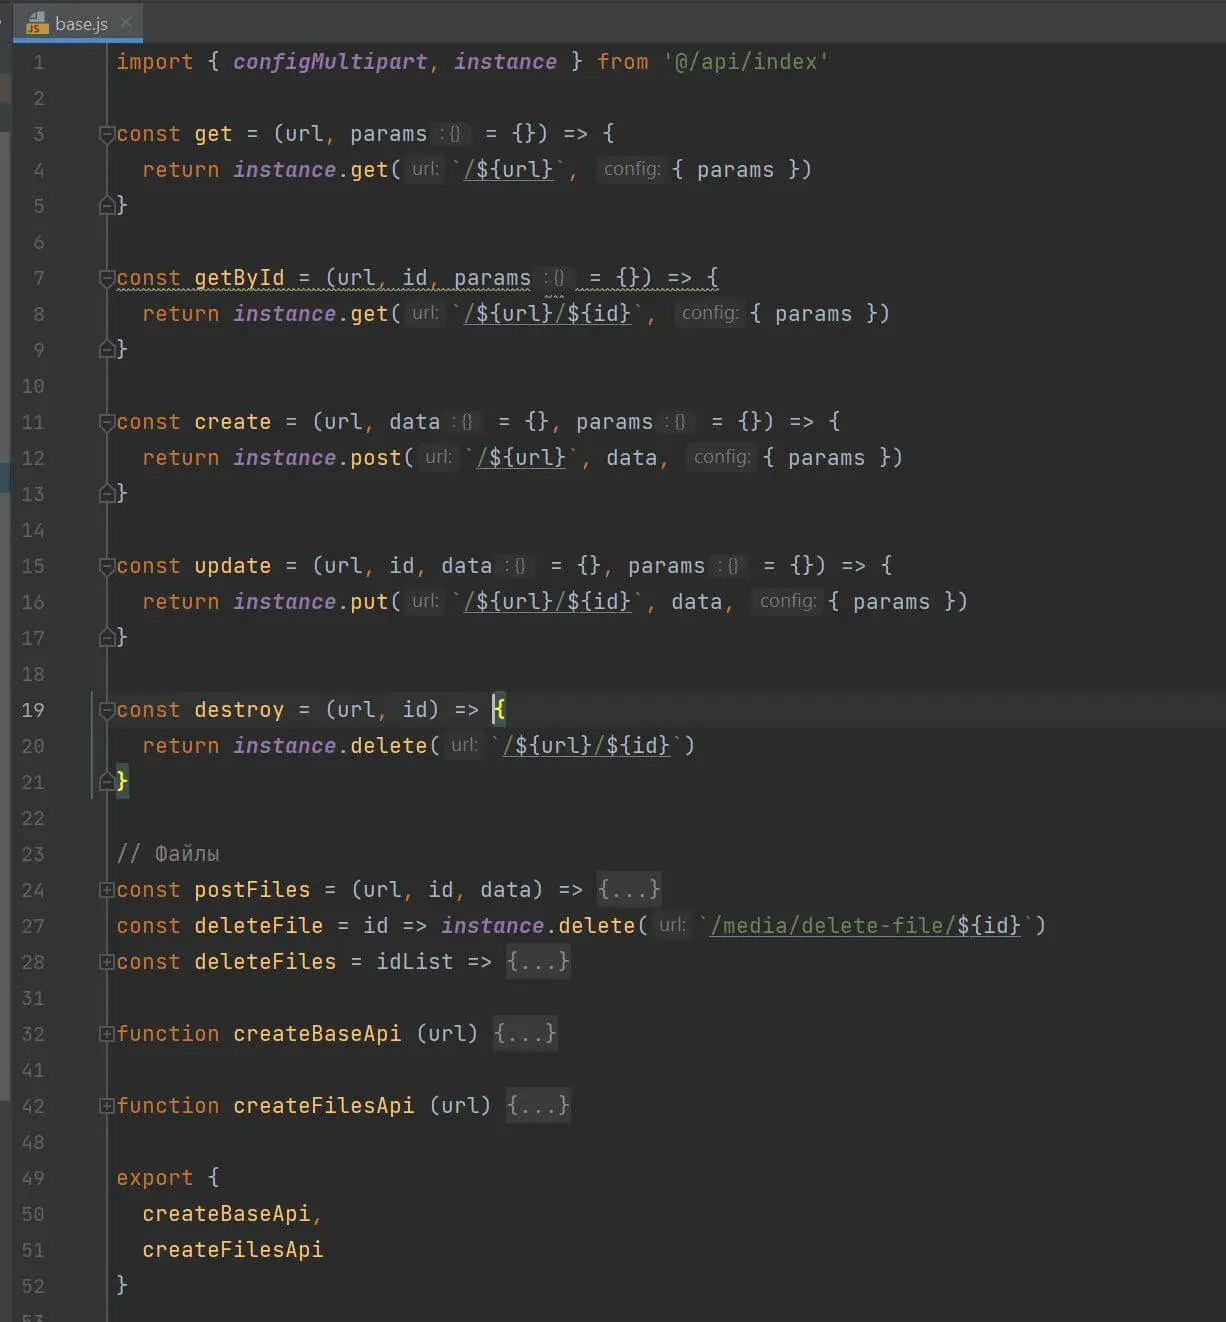 JS base.js ×
1 import { configMultipart, instance } from '@/api/index'
2
3 const get = (url, params : {} = {}) => {
4 return instance.get( url: `/${url}`, config: { params })
5 }
6
7 const getById = (url, id, params : {} = {}) => {
8 return instance.get( url: `/${url}/${id}`, config: { params })
9 }
10
11 const create = (url, data : {} = {}, params : {} = {}) => {
12 return instance.post( url: `/${url}`, data, config: { params })
13 }
14
15 const update = (url, id, data : {} = {}, params : {} = {}) => {
16 return instance.put( url: `/${url}/${id}`, data, config: { params })
17 }
18
19 const destroy = (url, id) => {
20 return instance.delete( url: `/${url}/${id}`)
21 }
22
23 // Файлы
24 const postFiles = (url, id, data) => {...}
27 const deleteFile = id => instance.delete( url: `/media/delete-file/${id}`)
28 const deleteFiles = idList => {...}
31
32 function createBaseApi (url) {...}
41
42 function createFilesApi (url) {...}
48
49 export {
50 createBaseApi,
51 createFilesApi
52 }
53